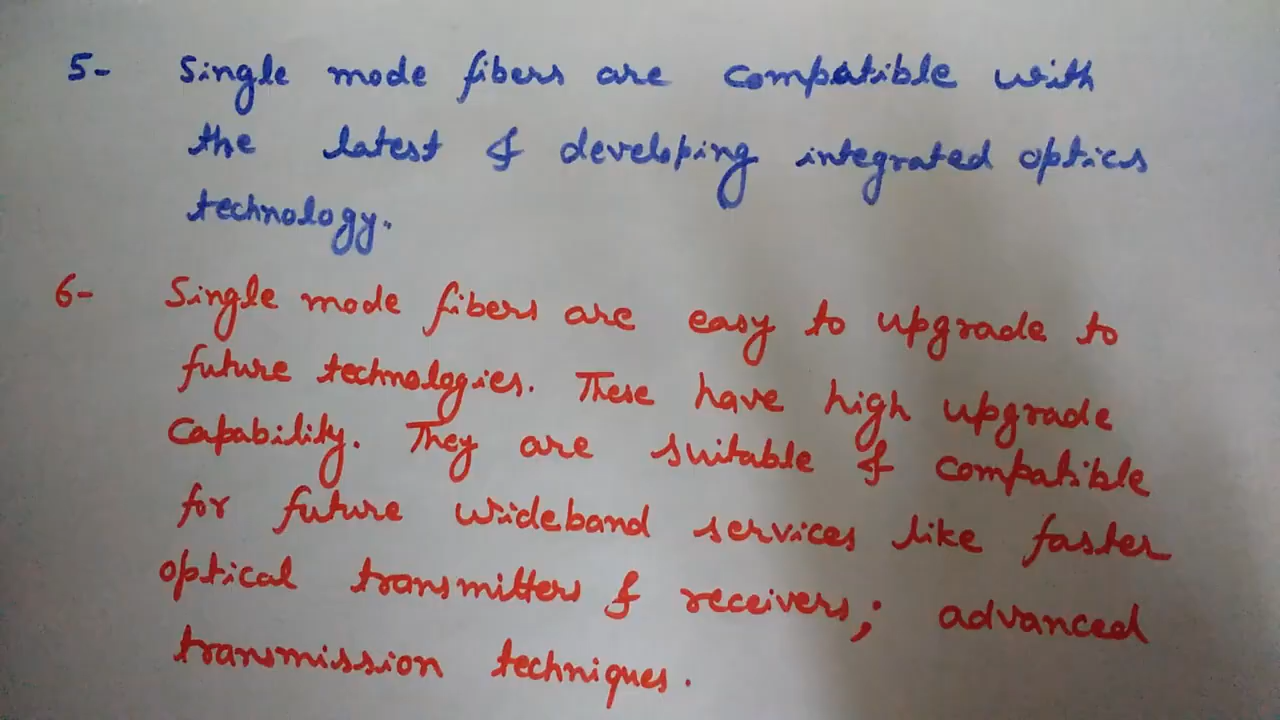 5- Single mode fibers are compatible with
the latest & developing integrated optics
technology.
6- Single mode fibers are easy to upgrade to
future technologies. These have high upgrade
capability. They are suitable & compatible
for future wideband services like faster
optical transmitters & receivers; advanced
transmission techniques.